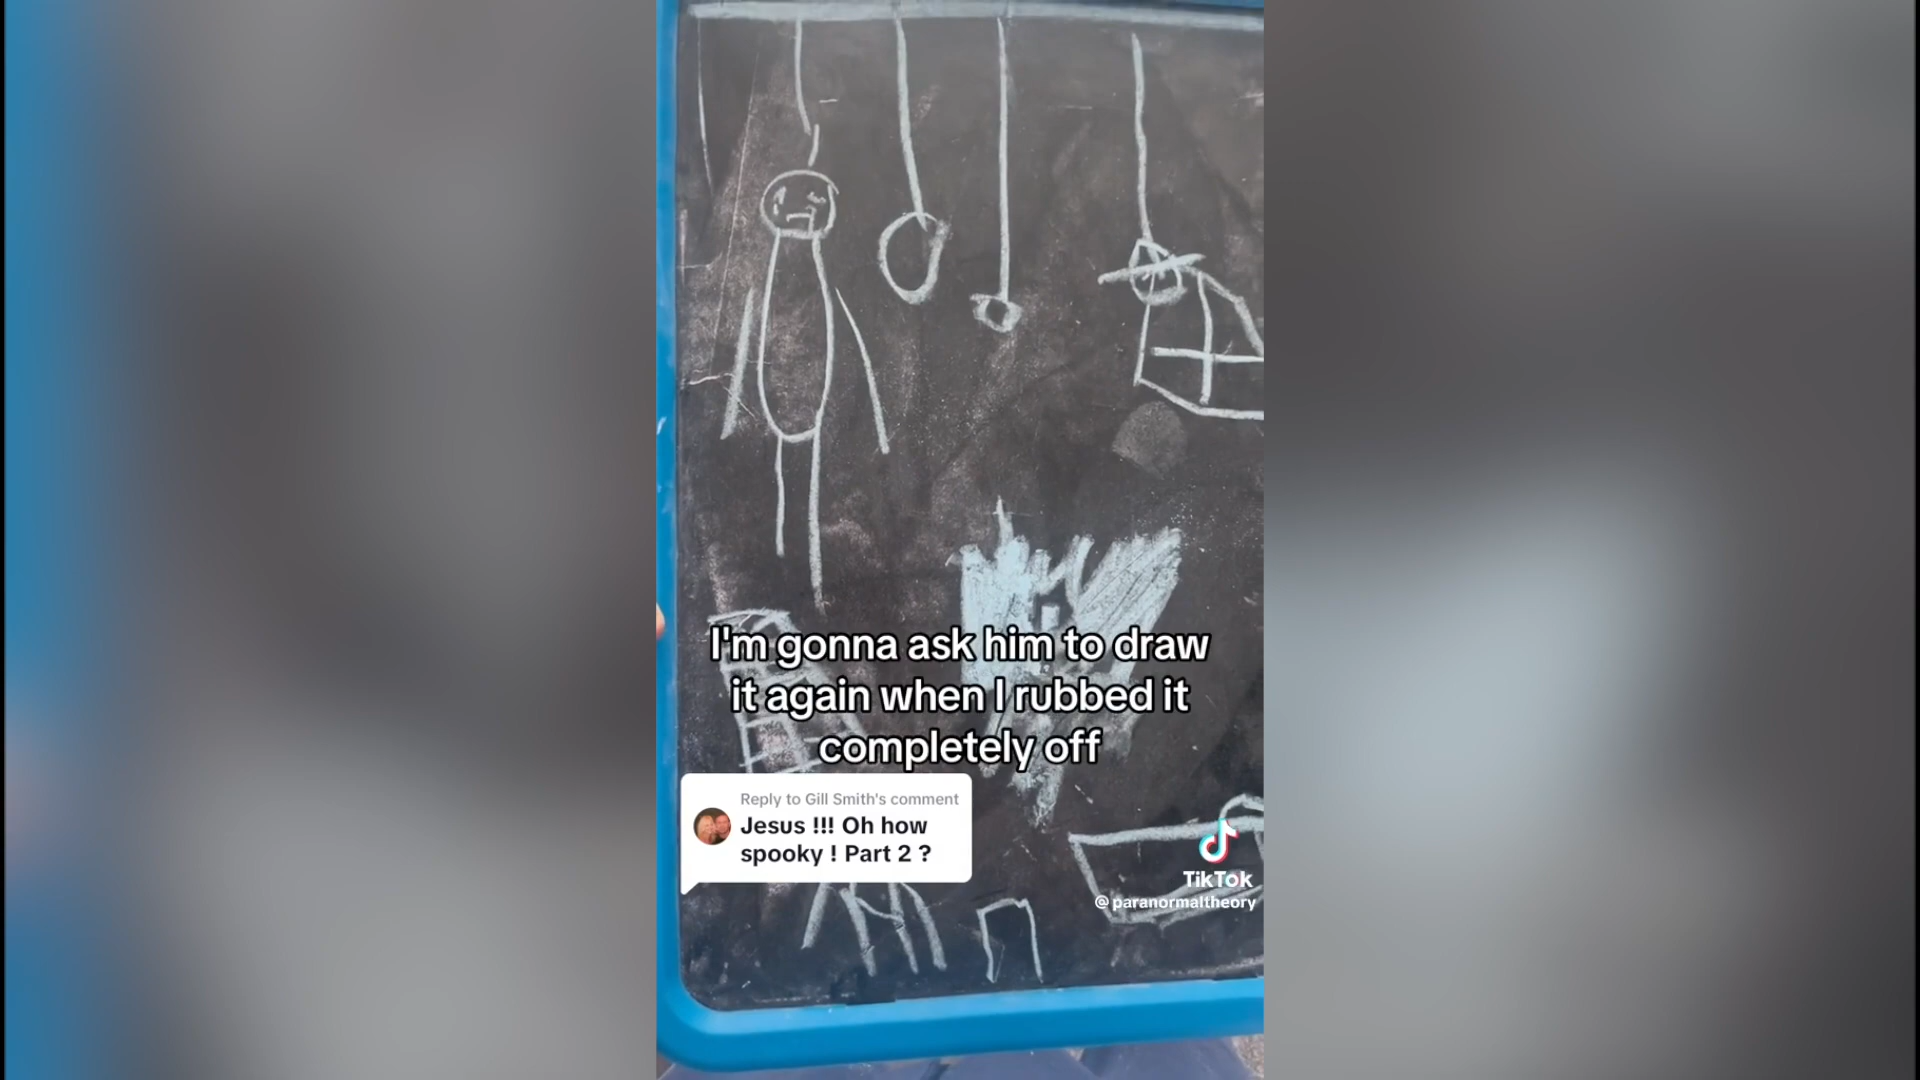 I'm gonna ask him to draw
it again when I rubbed it
completely off
Reply to Gill Smith's comment
Jesus !!! Oh how
spooky ! Part 2 ?
TikTok
@ paranormaltheory